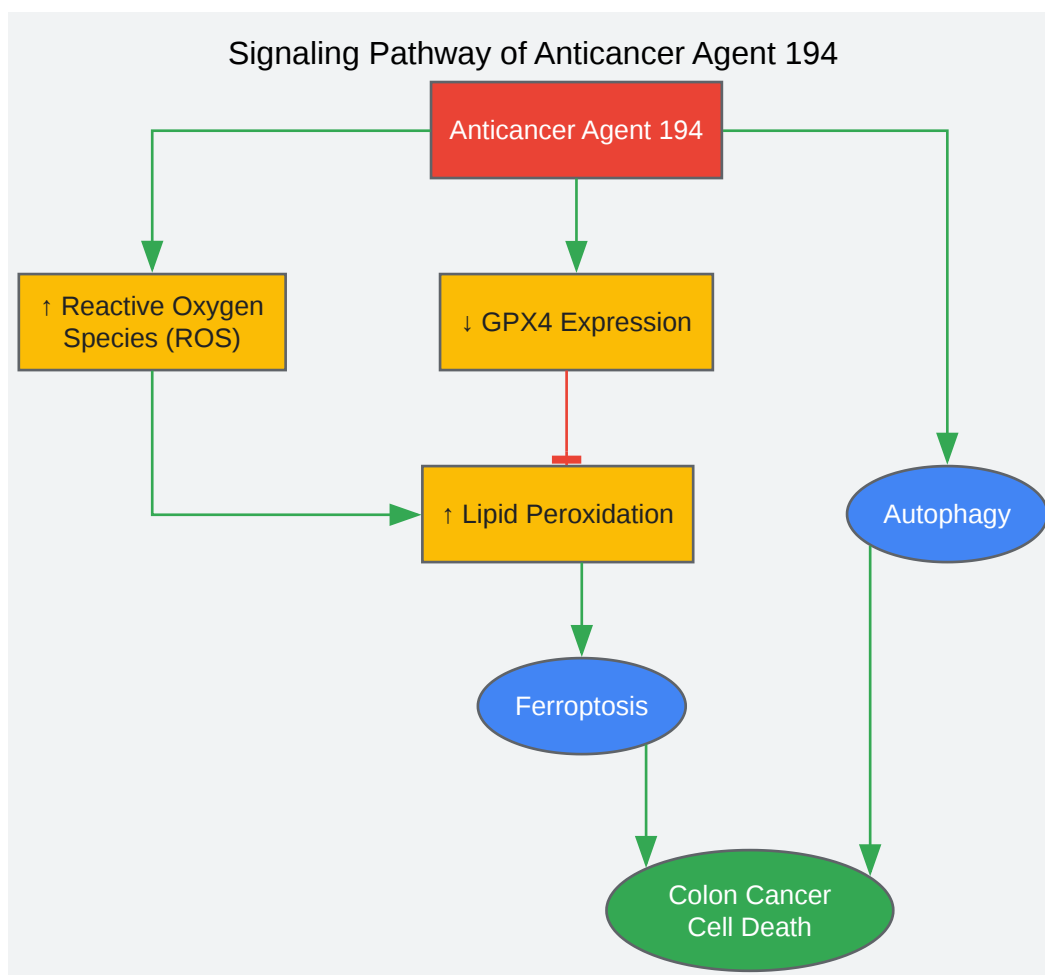 Signaling Pathway of Anticancer Agent 194
Anticancer Agent 194
↑ Reactive Oxygen
Species (ROS)
↓ GPX4 Expression
↑ Lipid Peroxidation
Autophagy
Ferroptosis
Colon Cancer
Cell Death